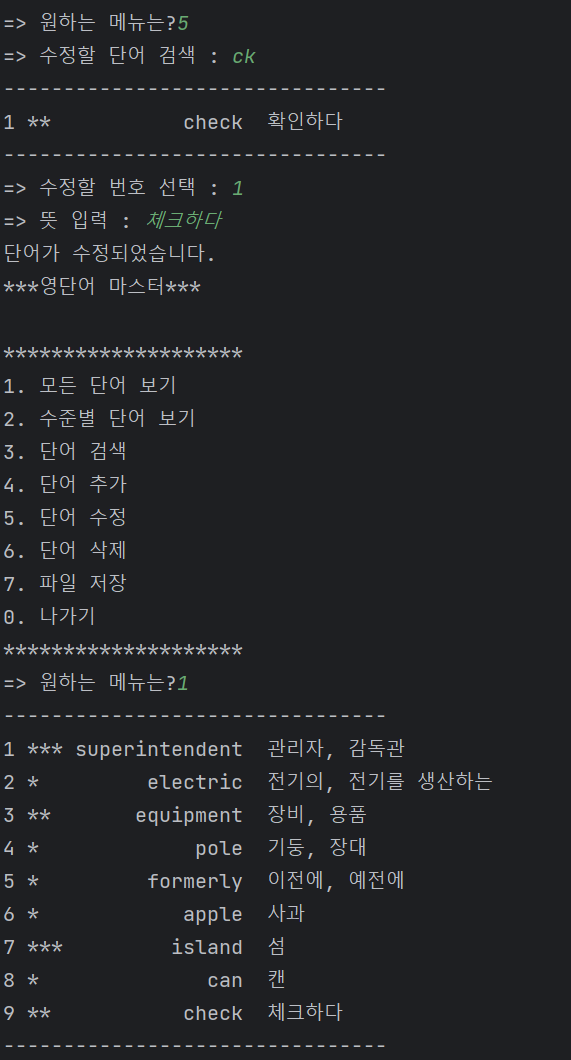 => 원하는 메뉴는?5
=> 수정할 단어 검색 : ck
--------------------------------
1 **           check  확인하다
--------------------------------
=> 수정할 번호 선택 : 1
=> 뜻 입력 : 체크하다
단어가 수정되었습니다.
***영단어 마스터***

********************
1. 모든 단어 보기
2. 수준별 단어 보기
3. 단어 검색
4. 단어 추가
5. 단어 수정
6. 단어 삭제
7. 파일 저장
0. 나가기
********************
=> 원하는 메뉴는?1
--------------------------------
1 *** superintendent  관리자, 감독관
2 *         electric  전기의, 전기를 생산하는
3 **       equipment  장비, 용품
4 *             pole  기둥, 장대
5 *         formerly  이전에, 예전에
6 *            apple  사과
7 ***         island  섬
8 *              can  캔
9 **           check  체크하다
--------------------------------